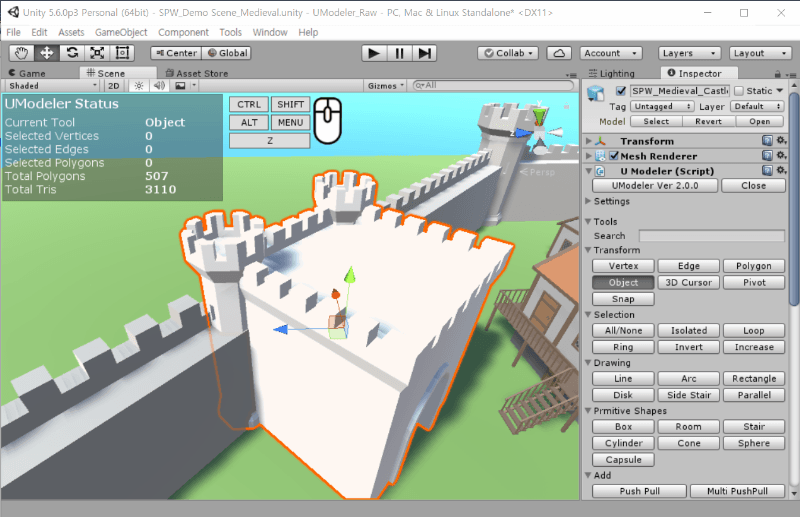 Unity 5.6.0p3 Personal (64bit) - SPW_Demo Scene_Medieval.unity - UModeler_Raw - PC, Mac & Linux Standalone* <DX11>
File Edit Assets GameObject Component Tools Window Help
Center Global Collab Account Layers Layout
Game Scene Asset Store Lighting Inspector
Shaded 2D Gizmos All
UModeler Status
Current Tool Object
Selected Vertices 0
Selected Edges 0
Selected Polygons 0
Total Polygons 507
Total Tris 3110
CTRL SHIFT
ALT MENU
Z
z
Persp
SPW_Medieval_Castl Static
Tag Untagged Layer Default
Model Select Revert Open
Transform
Mesh Renderer
U Modeler (Script)
UModeler Ver 2.0.0 Close
Settings
Tools
Search
Transform
Vertex Edge Polygon
Object 3D Cursor Pivot
Snap
Selection
All/None Isolated Loop
Ring Invert Increase
Drawing
Line Arc Rectangle
Disk Side Stair Parallel
Prmitive Shapes
Box Room Stair
Cylinder Cone Sphere
Capsule
Add
Push Pull Multi PushPull